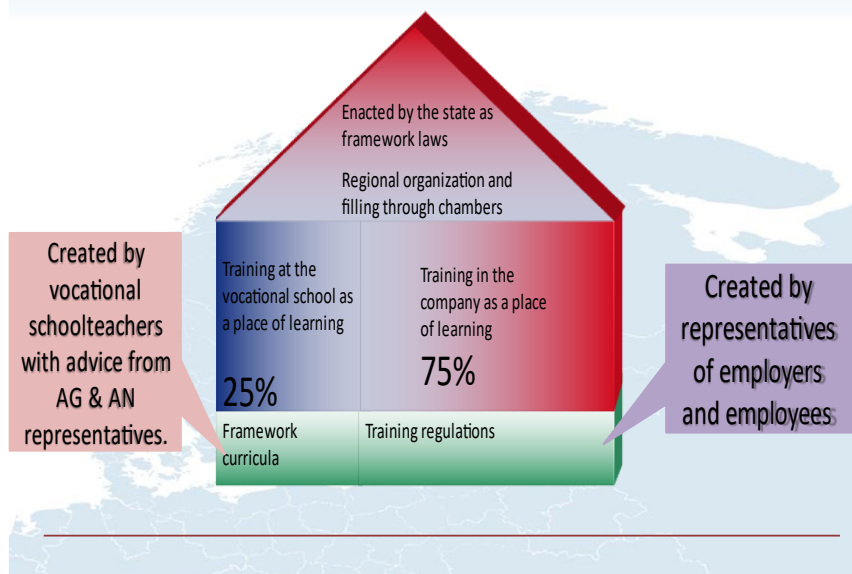 Enacted by the state as
framework laws
Regional organization and
filling through chambers
Created by
vocational
schoolteachers
with advice from
AG & AN
representatives.
Training at the
vocational school as
a place of learning
25%
Training in the
company as a place
of learning
75%
Created by
representatives
of employers
and employees
Framework
curricula
Training regulations